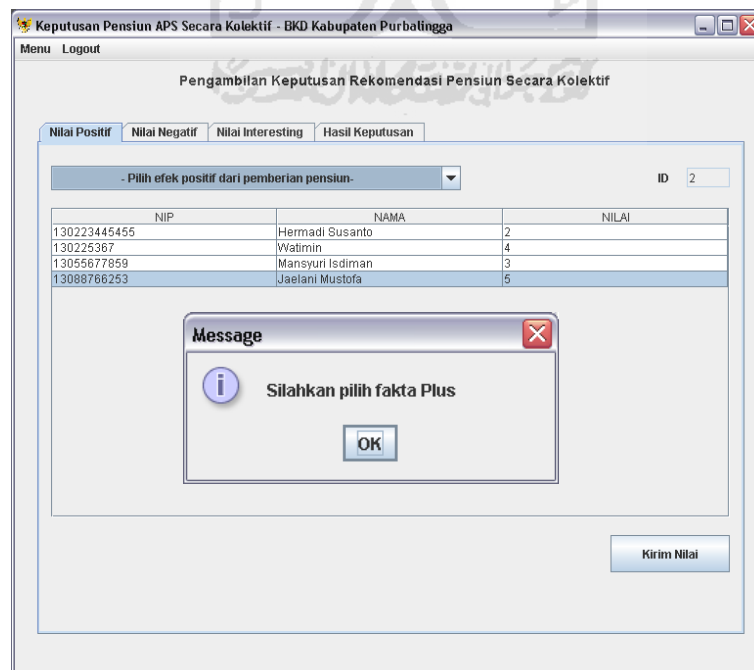 Keputusan Pensiun APS Secara Kolektif - BKD Kabupaten Purbalingga
Menu Logout
Pengambilan Keputusan Rekomendasi Pensiun Secara Kolektif
Nilai Positif Nilai Negatif Nilai Interesting Hasil Keputusan
- Pilih efek positif dari pemberian pensiun- ID 2
NIP NAMA NILAI
130223445455 Hermadi Susanto 2
130225367 Watimin 4
13055677859 Mansyuri Isdiman 3
13088766253 Jaelani Mustofa 5
Message
Silahkan pilih fakta Plus
OK
Kirim Nilai